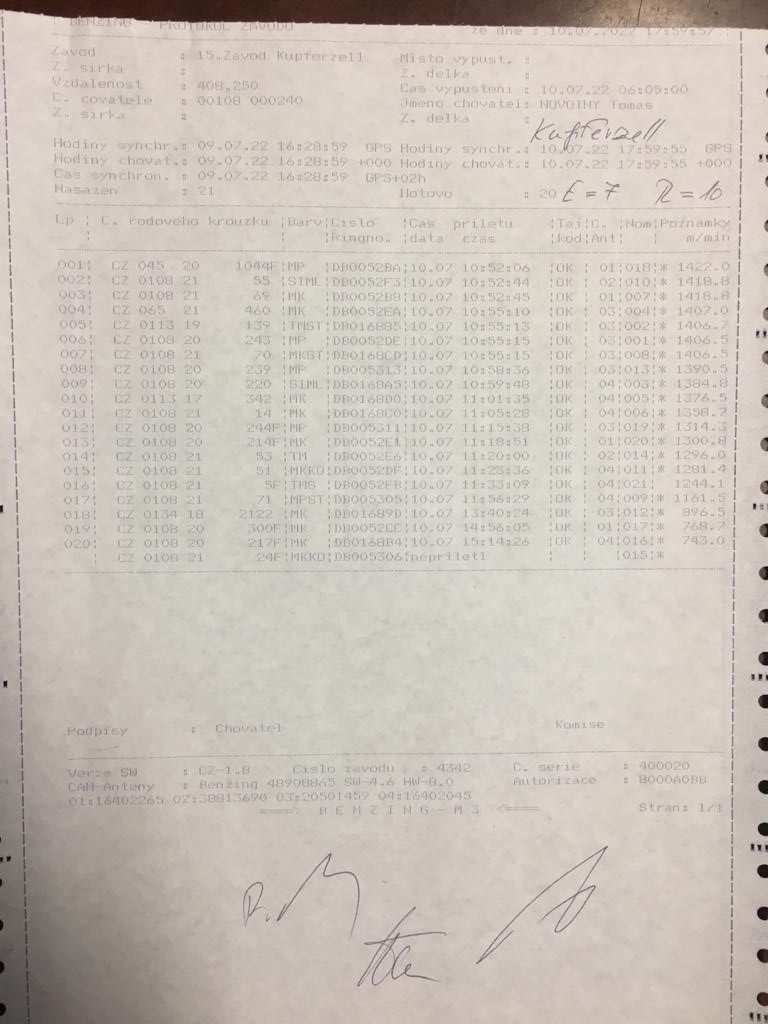 BENZING - PROTOKOL ZAVODU ze dne : 10.07.2022 17:59:57
Zavod : 15.Zavod Kupferzell Misto vypust. :
Z. sirka : Z. delka :
Vzdalenost : 408,250 Cas vypusteni : 10.07.22 06:05:00
C. covatele : 00108 000240 Jmeno chovatel: NOVOTNY Tomas
Z. sirka : Z. delka :
Kupferzell
Hodiny synchr.: 09.07.22 16:28:59 GPS Hodiny synchr.: 10.07.22 17:59:55 GPS
Hodiny chovat.: 09.07.22 16:28:59 +000 Hodiny chovat.: 10.07.22 17:59:55 +000
Cas synchron. : 09.07.22 16:28:59 GPS+02h
Nasazen : 21 Hotovo : 20 E=7 R=10
Lp ¦ C. rodoveho krouzku ¦Barv¦Cislo ¦Cas priletu ¦Taj¦C. ¦Nom¦Poznamky
¦ ¦ ¦Ringno. ¦data czas ¦kod¦Ant¦ ¦ m/min
001¦ CZ 045 20 1044F¦MP ¦DB0052BA¦10.07 10:52:06 ¦OK ¦ 01¦018¦* 1422.0
002¦ CZ 0108 21 55 ¦SIML¦DB0052F3¦10.07 10:52:44 ¦OK ¦ 02¦010¦* 1418.8
003¦ CZ 0108 21 69 ¦MK ¦DB0052B8¦10.07 10:52:45 ¦OK ¦ 01¦007¦* 1418.8
004¦ CZ 065 21 460 ¦MK ¦DB0052EA¦10.07 10:55:10 ¦OK ¦ 03¦004¦* 1407.0
005¦ CZ 0113 19 139 ¦TMST¦DB0168B5¦10.07 10:55:13 ¦OK ¦ 03¦002¦* 1406.7
006¦ CZ 0108 20 243 ¦MP ¦DB0052DE¦10.07 10:55:15 ¦OK ¦ 03¦001¦* 1406.5
007¦ CZ 0108 21 70 ¦MKST¦DB0168CD¦10.07 10:55:15 ¦OK ¦ 03¦008¦* 1406.5
008¦ CZ 0108 20 239 ¦MP ¦DB005313¦10.07 10:58:36 ¦OK ¦ 03¦013¦* 1390.5
009¦ CZ 0108 20 220 ¦SIML¦DB0168A5¦10.07 10:59:48 ¦OK ¦ 04¦003¦* 1384.8
010¦ CZ 0113 17 342 ¦MK ¦DB0168D0¦10.07 11:01:35 ¦OK ¦ 04¦005¦* 1376.5
011¦ CZ 0108 21 14 ¦MK ¦DB0168C0¦10.07 11:05:28 ¦OK ¦ 04¦006¦* 1358.7
012¦ CZ 0108 20 244F¦MP ¦DB005311¦10.07 11:15:38 ¦OK ¦ 03¦019¦* 1314.3
013¦ CZ 0108 20 214F¦MK ¦DB0052E1¦10.07 11:18:51 ¦OK ¦ 01¦020¦* 1300.8
014¦ CZ 0108 21 53 ¦TM ¦DB0052E6¦10.07 11:20:00 ¦OK ¦ 02¦014¦* 1296.0
015¦ CZ 0108 21 51 ¦MKKO¦DB0052DF¦10.07 11:23:36 ¦OK ¦ 04¦011¦* 1281.4
016¦ CZ 0108 21 5F¦TMS ¦DB0052FB¦10.07 11:33:09 ¦OK ¦ 04¦021¦ 1244.1
017¦ CZ 0108 21 71 ¦MPST¦DB005305¦10.07 11:56:29 ¦OK ¦ 04¦009¦* 1161.5
018¦ CZ 0134 18 2122 ¦MK ¦DB01689D¦10.07 13:40:24 ¦OK ¦ 03¦012¦* 896.5
019¦ CZ 0108 20 300F¦MK ¦DB0052CC¦10.07 14:56:05 ¦OK ¦ 01¦017¦* 768.7
020¦ CZ 0108 20 217F¦MK ¦DB0168B4¦10.07 15:14:26 ¦OK ¦ 04¦016¦* 743.0
¦ CZ 0108 21 24F¦MKKO¦DB005306¦nepriletl ¦ ¦ ¦015¦*
Podpisy : Chovatel Komise
Verze SW : CZ-1.8 Cislo zavodu : 4342 C. serie : 400020
CAN-Anteny : Benzing 48908865 SW-4.6 HW-8.0 Autorizace : B000A0BB
01:16402265 02:38813690 03:20501459 04:16402045
====> B E N Z I N G - M 3 <==== Stran: 1/1